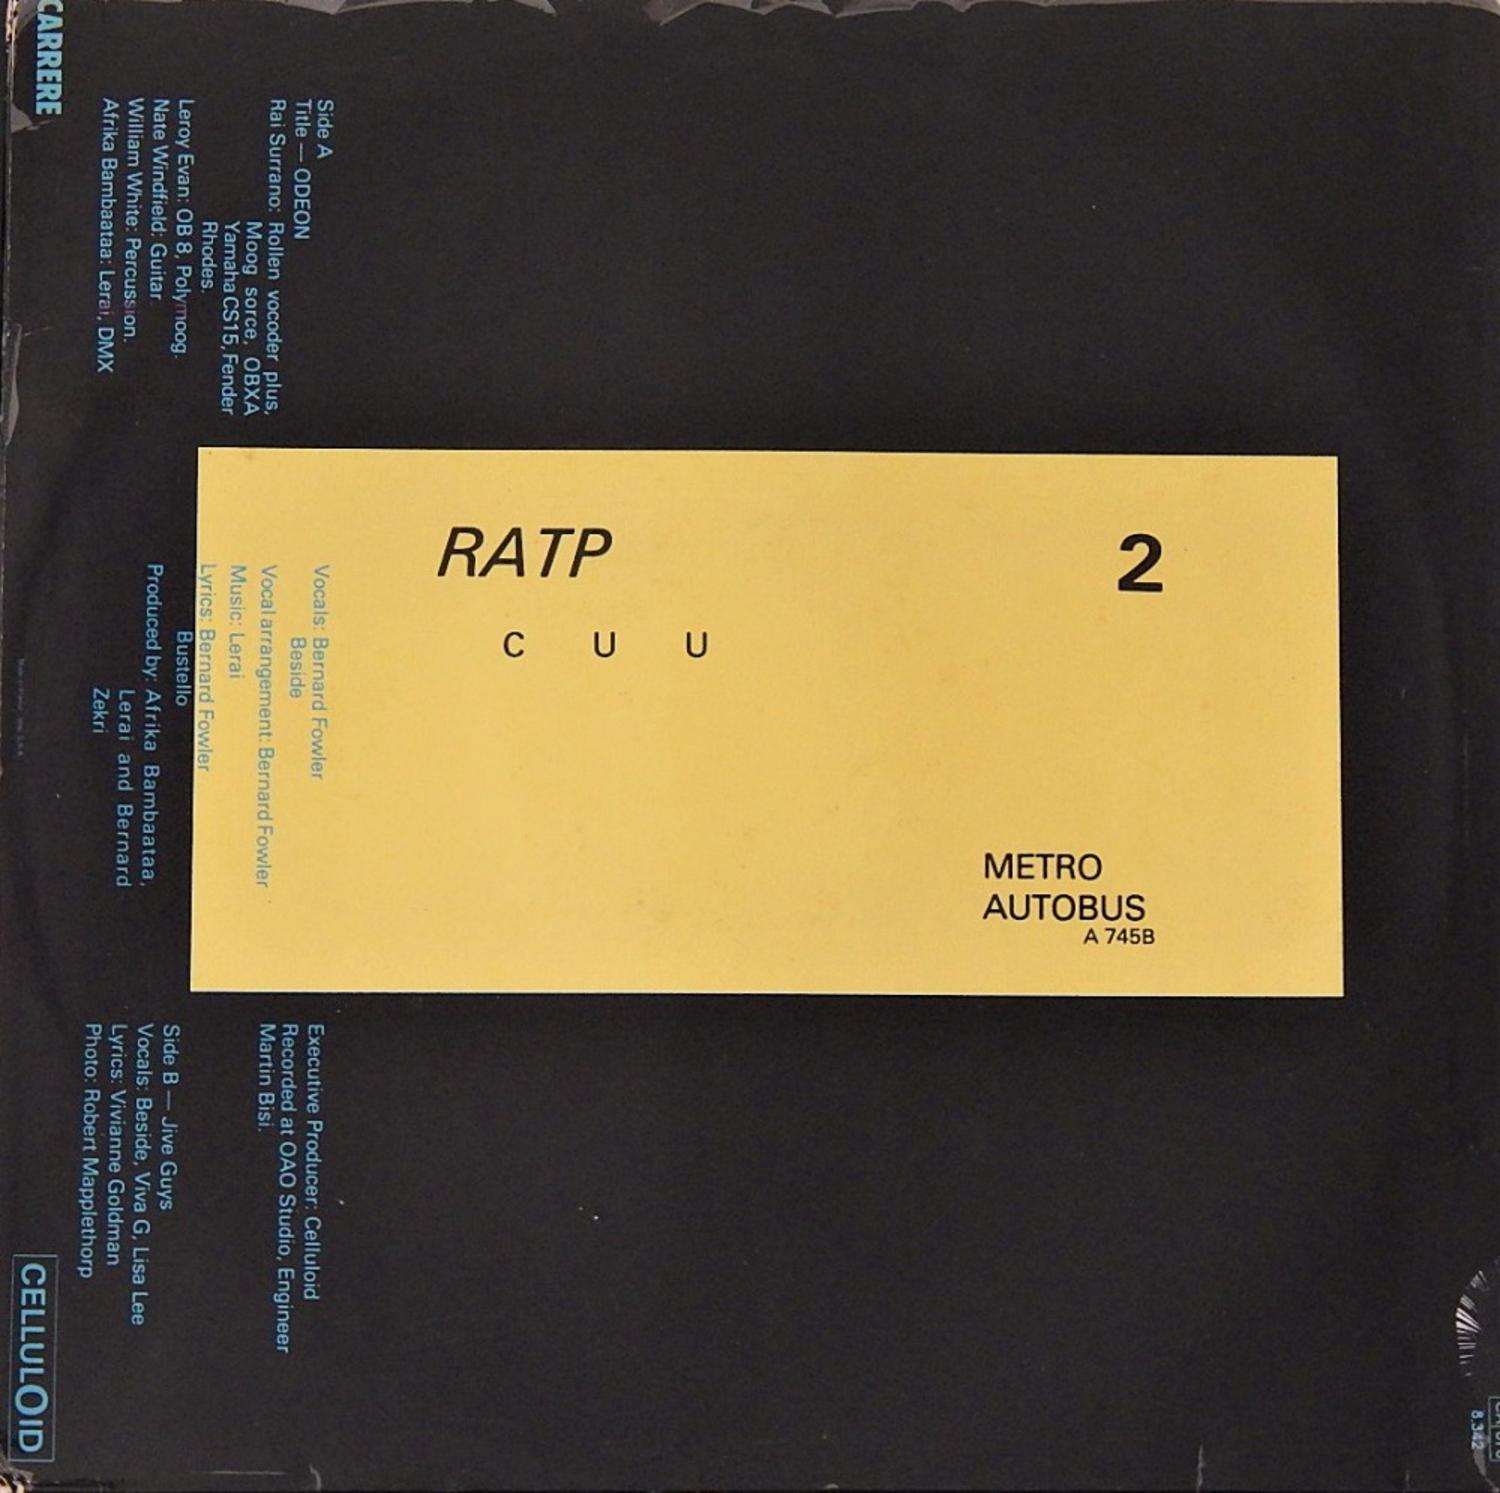 CARRERE
Side A
Title — ODEON
Rai Surrano: Rollen vocoder plus,
Moog sorce, OBXA
Yamaha CS15, Fender
Rhodes.
Leroy Evan: OB 8, Polymoog.
Nate Windfield: Guitar.
William White: Percussion.
Afrika Bambaataa: Lerai, DMX
RATP
2
C U U
METRO
AUTOBUS
A 745B
Vocals: Bernard Fowler
Beside
Vocal arrangement: Bernard Fowler
Music: Lerai
Lyrics: Bernard Fowler
Bustello
Produced by: Afrika Bambaataa,
Lerai and Bernard
Zekri
Executive Producer: Celluloid
Recorded at OAO Studio, Engineer
Martin Bisi.
Side B — Jive Guys
Vocals: Beside, Viva G, Lisa Lee
Lyrics: Vivianne Goldman
Photo: Robert Mapplethorp
CELLULOID
8.342